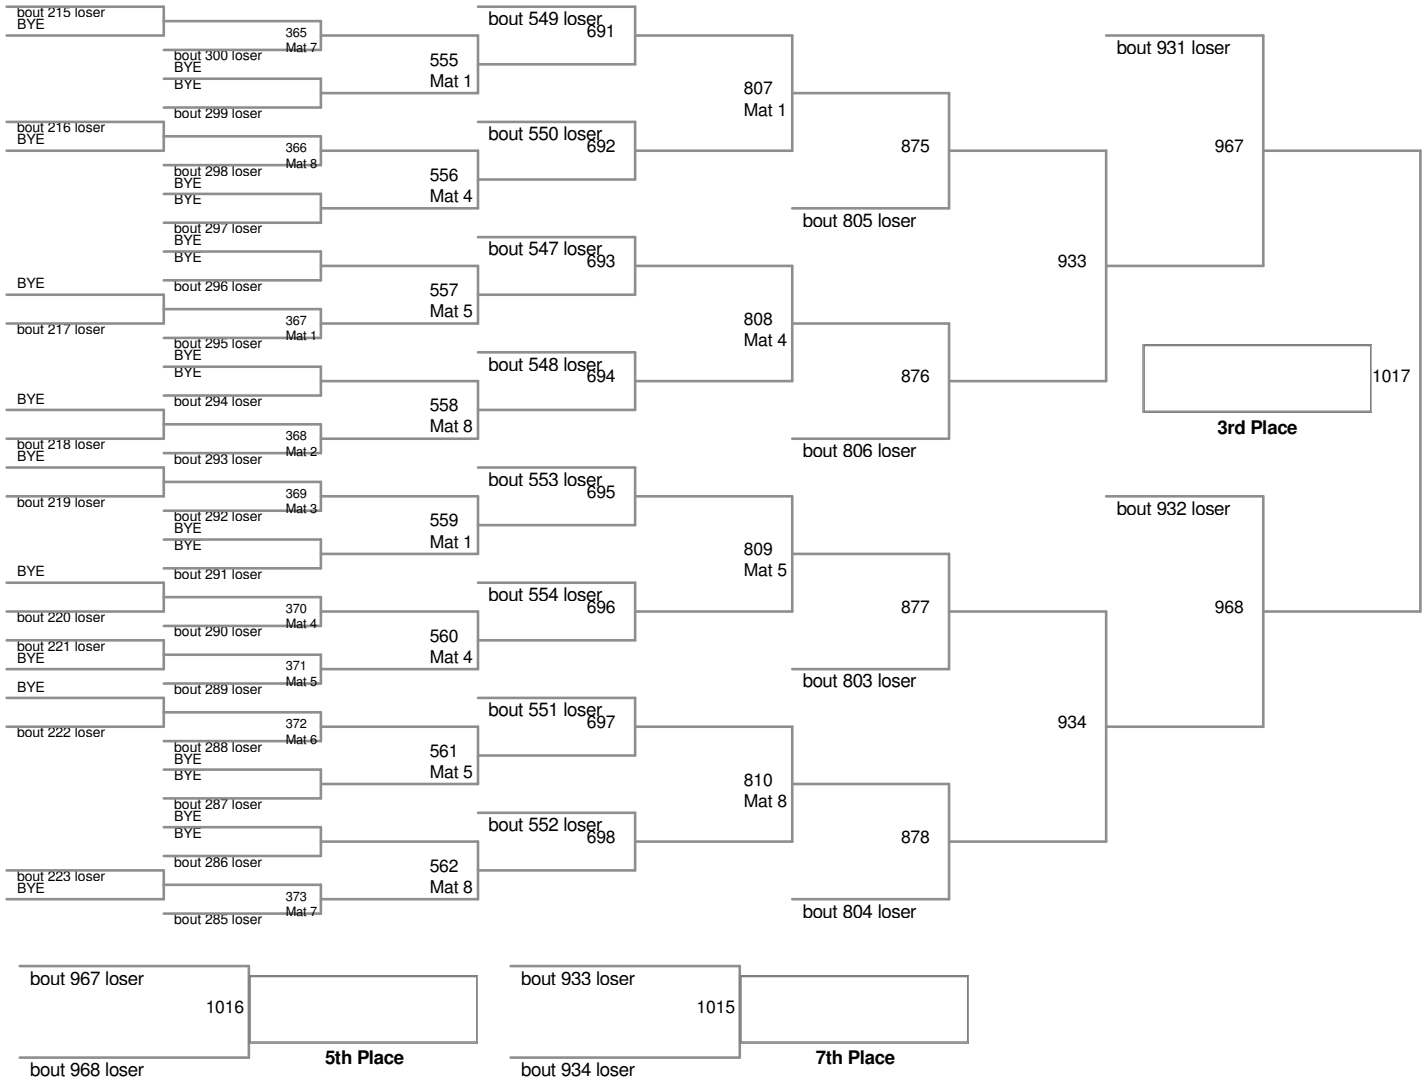 bout 215 loser
BYE
365
Mat 7
bout 300 loser
BYE
BYE
bout 299 loser
bout 216 loser
BYE
366
Mat 8
bout 298 loser
BYE
BYE
bout 297 loser
BYE
BYE
bout 296 loser
BYE
bout 217 loser
367
Mat 1
bout 295 loser
BYE
BYE
bout 294 loser
BYE
bout 218 loser
368
Mat 2
bout 293 loser
BYE
bout 219 loser
369
Mat 3
bout 292 loser
BYE
BYE
bout 291 loser
BYE
bout 220 loser
370
Mat 4
bout 290 loser
bout 221 loser
BYE
371
Mat 5
bout 289 loser
BYE
bout 222 loser
372
Mat 6
bout 288 loser
BYE
BYE
bout 287 loser
BYE
BYE
bout 286 loser
bout 223 loser
BYE
373
Mat 7
bout 285 loser
555
Mat 1
556
Mat 4
557
Mat 5
558
Mat 8
559
Mat 1
560
Mat 4
561
Mat 5
562
Mat 8
bout 549 loser
691
bout 550 loser
692
bout 547 loser
693
bout 548 loser
694
bout 553 loser
695
bout 554 loser
696
bout 551 loser
697
bout 552 loser
698
807
Mat 1
808
Mat 4
809
Mat 5
810
Mat 8
875
bout 805 loser
876
bout 806 loser
877
bout 803 loser
878
bout 804 loser
933
934
bout 931 loser
967
bout 932 loser
968
1017
3rd Place
bout 967 loser
1016
bout 968 loser
5th Place
bout 933 loser
1015
bout 934 loser
7th Place